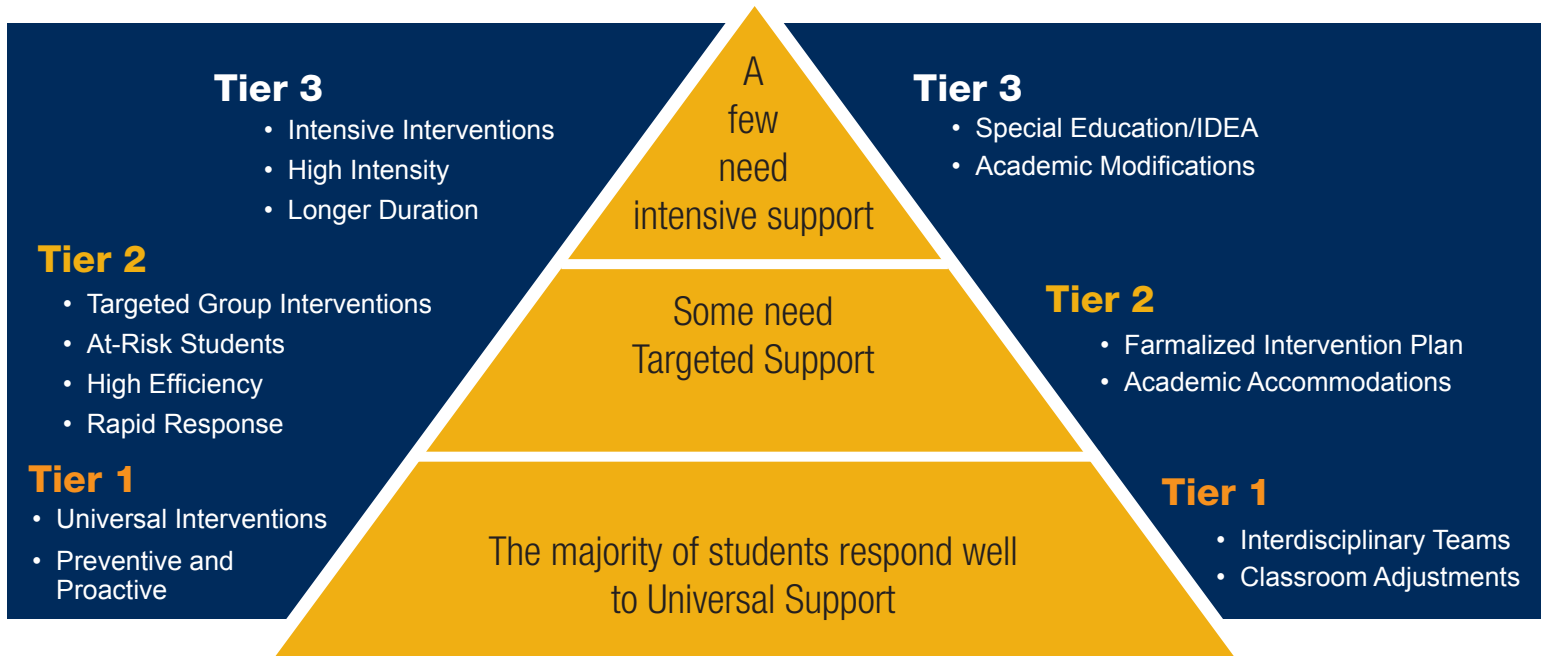 Tier 3
• Intensive Interventions
• High Intensity
• Longer Duration
Tier 2
• Targeted Group Interventions
• At-Risk Students
• High Efficiency
• Rapid Response
Tier 1
• Universal Interventions
• Preventive and
Proactive
A
few
need
intensive support
Some need
Targeted Support
The majority of students respond well
to Universal Support
Tier 3
• Special Education/IDEA
• Academic Modifications
Tier 2
• Farmalized Intervention Plan
• Academic Accommodations
Tier 1
• Interdisciplinary Teams
• Classroom Adjustments